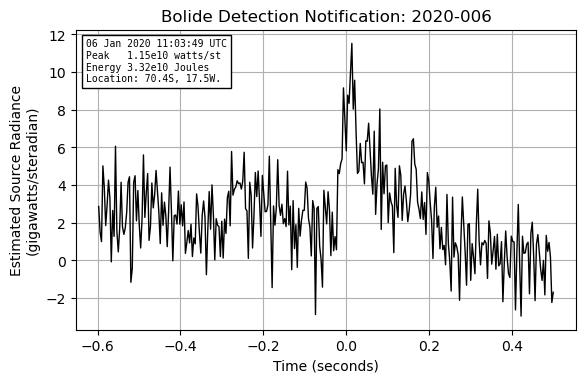 Bolide Detection Notification: 2020-006
06 Jan 2020 11:03:49 UTC
Peak   1.15e10 watts/st
Energy 3.32e10 Joules
Location: 70.4S, 17.5W.
12
10
8
6
4
2
0
−2
Estimated Source Radiance
(gigawatts/steradian)
−0.6 −0.4 −0.2 0.0 0.2 0.4
Time (seconds)